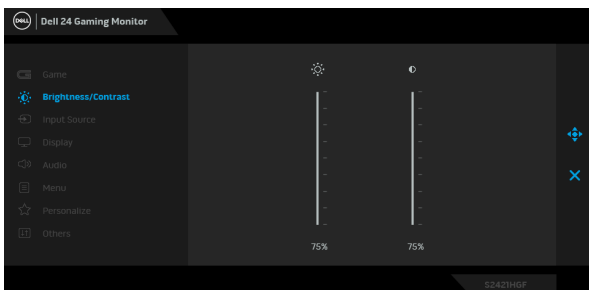 DELL Dell 24 Gaming Monitor
Game
Brightness/Contrast
Input Source
Display
Audio
Menu
Personalize
Others
75% 75%
S2421HGF